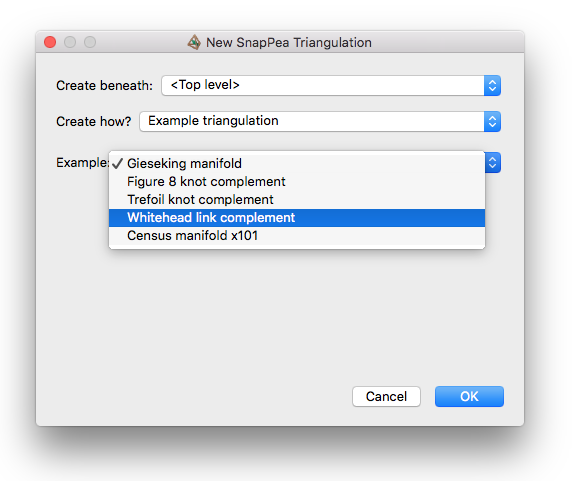 New SnapPea Triangulation
Create beneath: <Top level>
Create how? Example triangulation
Example:
✓ Gieseking manifold
Figure 8 knot complement
Trefoil knot complement
Whitehead link complement
Census manifold x101
Cancel OK